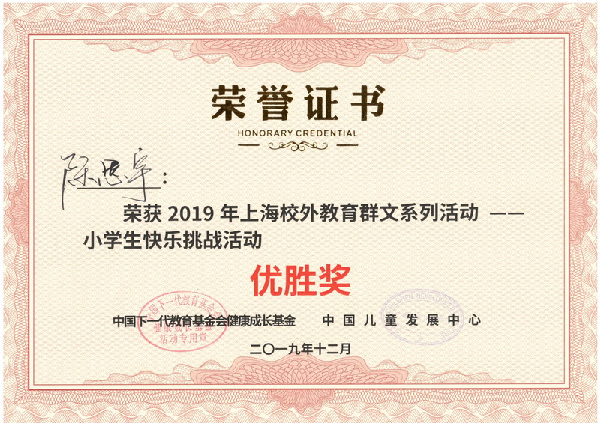 荣誉证书
HONORARY CREDENTIAL
陈思宇：
荣获 2019 年上海校外教育群文系列活动 ——
小学生快乐挑战活动
优胜奖
中国下一代教育基金会健康成长基金 中国儿童发展中心
二〇一九年十二月